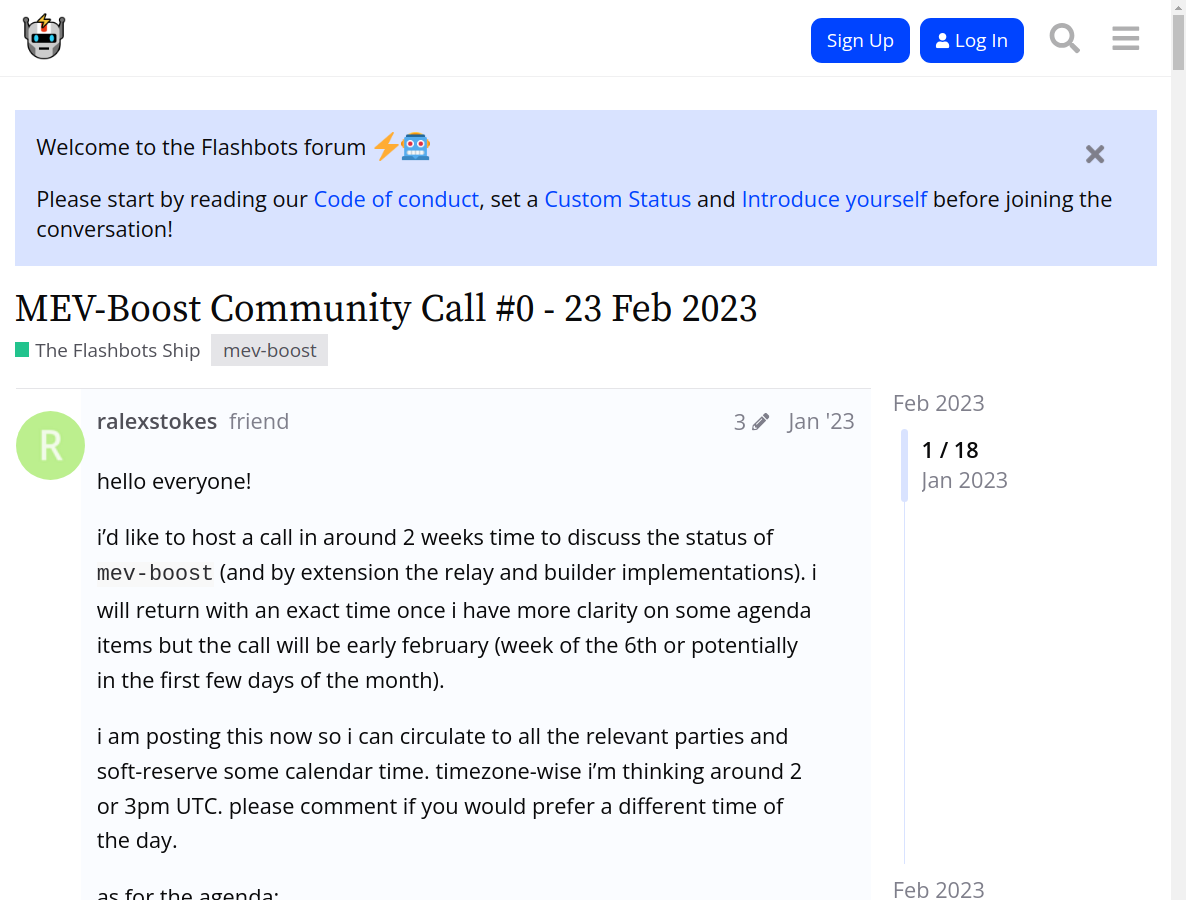 Sign Up
Log In
Welcome to the Flashbots forum
Please start by reading our Code of conduct, set a Custom Status and Introduce yourself before joining the
conversation!
MEV-Boost Community Call #0 - 23 Feb 2023
The Flashbots Ship
mev-boost
R
ralexstokes friend
3
Jan '23
hello everyone!
i’d like to host a call in around 2 weeks time to discuss the status of
mev-boost (and by extension the relay and builder implementations). i
will return with an exact time once i have more clarity on some agenda
items but the call will be early february (week of the 6th or potentially
in the first few days of the month).
i am posting this now so i can circulate to all the relevant parties and
soft-reserve some calendar time. timezone-wise i’m thinking around 2
or 3pm UTC. please comment if you would prefer a different time of
the day.
as for the agenda:
Feb 2023
1 / 18
Jan 2023
Feb 2023